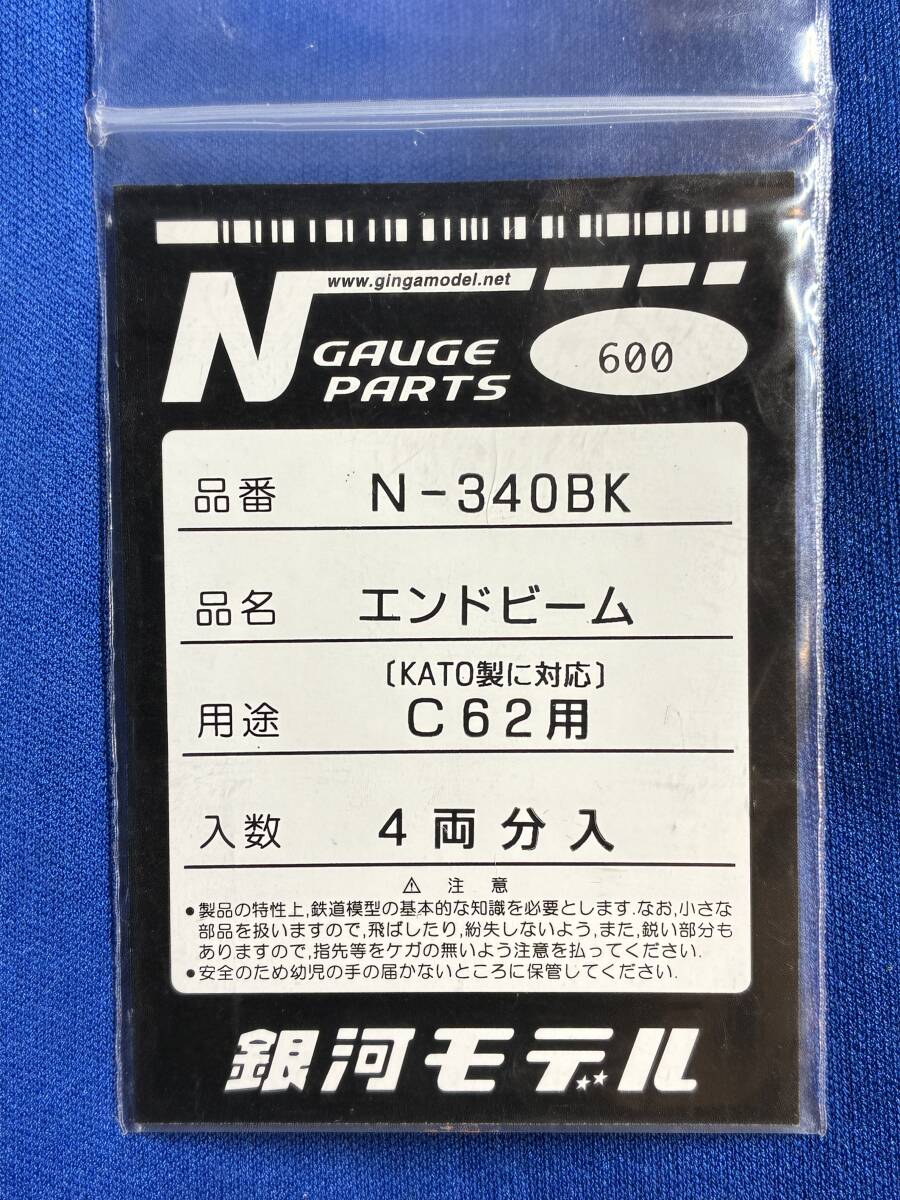 www.gingamodel.net
N GAUGE PARTS
600
品番 N-340BK
品名 エンドビーム
〔KATO製に対応〕
用途 C62用
入数 4両分入
⚠ 注意
●製品の特性上,鉄道模型の基本的な知識を必要とします.なお,小さな
部品を扱いますので,飛ばしたり,紛失しないよう,また,鋭い部分も
ありますので,指先等をケガの無いよう注意を払ってください.
●安全のため幼児の手の届かないところに保管してください.
銀河モデル